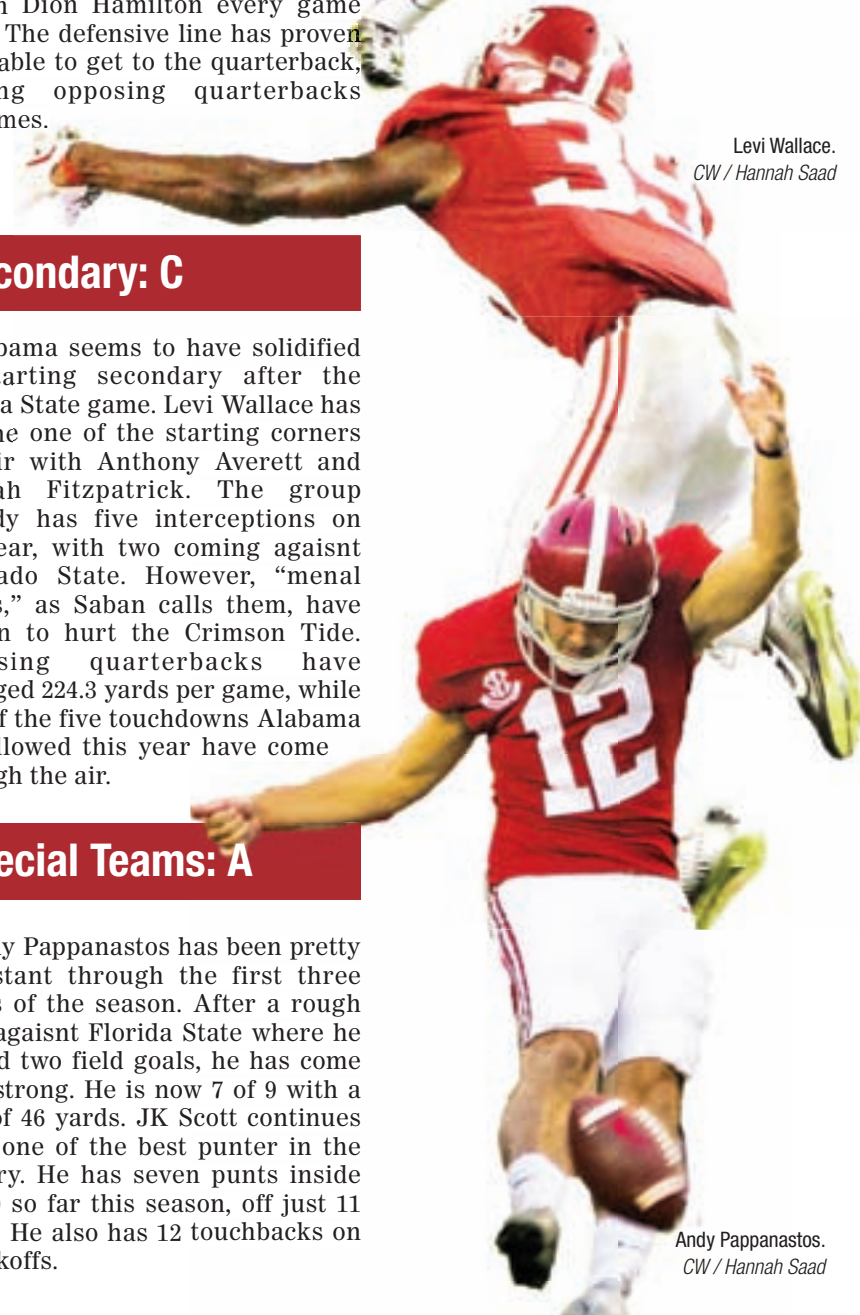 n Dion Hamilton every game
The defensive line has proven
able to get to the quarterback,
ng opposing quarterbacks
mes.
Levi Wallace.
CW / Hannah Saad
condary: C
bama seems to have solidified
arting secondary after the
a State game. Levi Wallace has
ne one of the starting corners
ir with Anthony Averett and
ah Fitzpatrick. The group
dy has five interceptions on
ear, with two coming agaisnt
ado State. However, “menal
s,” as Saban calls them, have
n to hurt the Crimson Tide.
sing quarterbacks have
ged 224.3 yards per game, while
f the five touchdowns Alabama
llowed this year have come
gh the air.
ecial Teams: A
ly Pappanastos has been pretty
stant through the first three
s of the season. After a rough
agaisnt Florida State where he
d two field goals, he has come
strong. He is now 7 of 9 with a
of 46 yards. JK Scott continues
one of the best punter in the
ry. He has seven punts inside
so far this season, off just 11
He also has 12 touchbacks on
koffs.
39
12
Andy Pappanastos.
CW / Hannah Saad